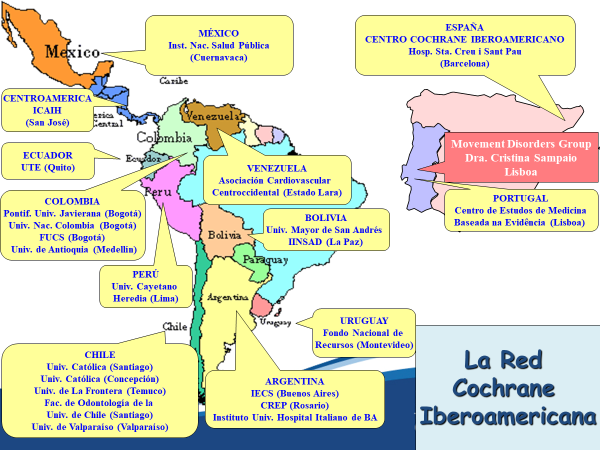 MÉXICO
Inst. Nac. Salud Pública
(Cuernavaca)
ESPAÑA
CENTRO COCHRANE IBEROAMERICANO
Hosp. Sta. Creu i Sant Pau
(Barcelona)
Mexico
Caribe
CENTROAMERICA
ICAIH
(San José)
Central
Venezuela
Colombia
Movement Disorders Group
Dra. Cristina Sampaio
Lisboa
ECUADOR
UTE (Quito)
Ecuador
VENEZUELA
Asociación Cardiovascular
Centroccidental (Estado Lara)
Peru
COLOMBIA
Pontif. Univ. Javierana (Bogotá)
Univ. Nac. Colombia (Bogotá)
FUCS (Bogotá)
Univ. de Antioquia (Medellín)
PORTUGAL
Centro de Estudos de Medicina
Baseada na Evidência (Lisboa)
BOLIVIA
Univ. Mayor de San Andrés
IINSAD (La Paz)
Bolivia
Paraguay
PERÚ
Univ. Cayetano
Heredia (Lima)
Argentina
Chile
Uruguay
URUGUAY
Fondo Nacional de
Recursos (Montevideo)
CHILE
Univ. Católica (Santiago)
Univ. Católica (Concepción)
Univ. de La Frontera (Temuco)
Fac. de Odontología de la
Univ. de Chile (Santiago)
Univ. de Valparaíso (Valparaíso)
ARGENTINA
IECS (Buenos Aires)
CREP (Rosario)
Instituto Univ. Hospital Italiano de BA
La Red
Cochrane
Iberoamericana